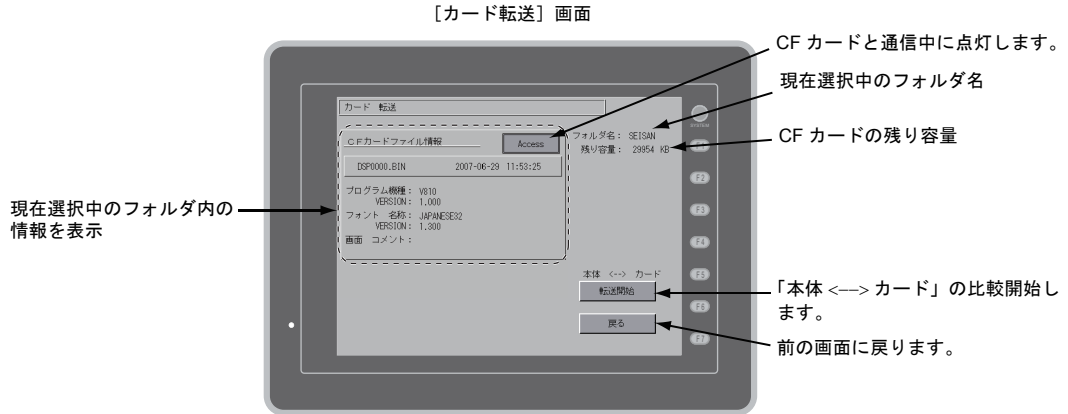 ［カード転送］画面
CF カードと通信中に点灯します。
現在選択中のフォルダ名
CF カードの残り容量
現在選択中のフォルダ内の
情報を表示
カード 転送
CFカードファイル情報
Access
フォルダ名： SEISAN
残り容量： 29954 KB
DSP0000.BIN 2007-06-29 11:53:25
プログラム機種： V810
VERSION： 1.000
フォント 名称： JAPANESE32
VERSION： 1.300
画面 コメント：
本体 <--> カード
転送開始
戻る
SYSTEM
F1
F2
F3
F4
F5
F6
F7
「本体 <−−> カード」の比較開始し
ます。
前の画面に戻ります。